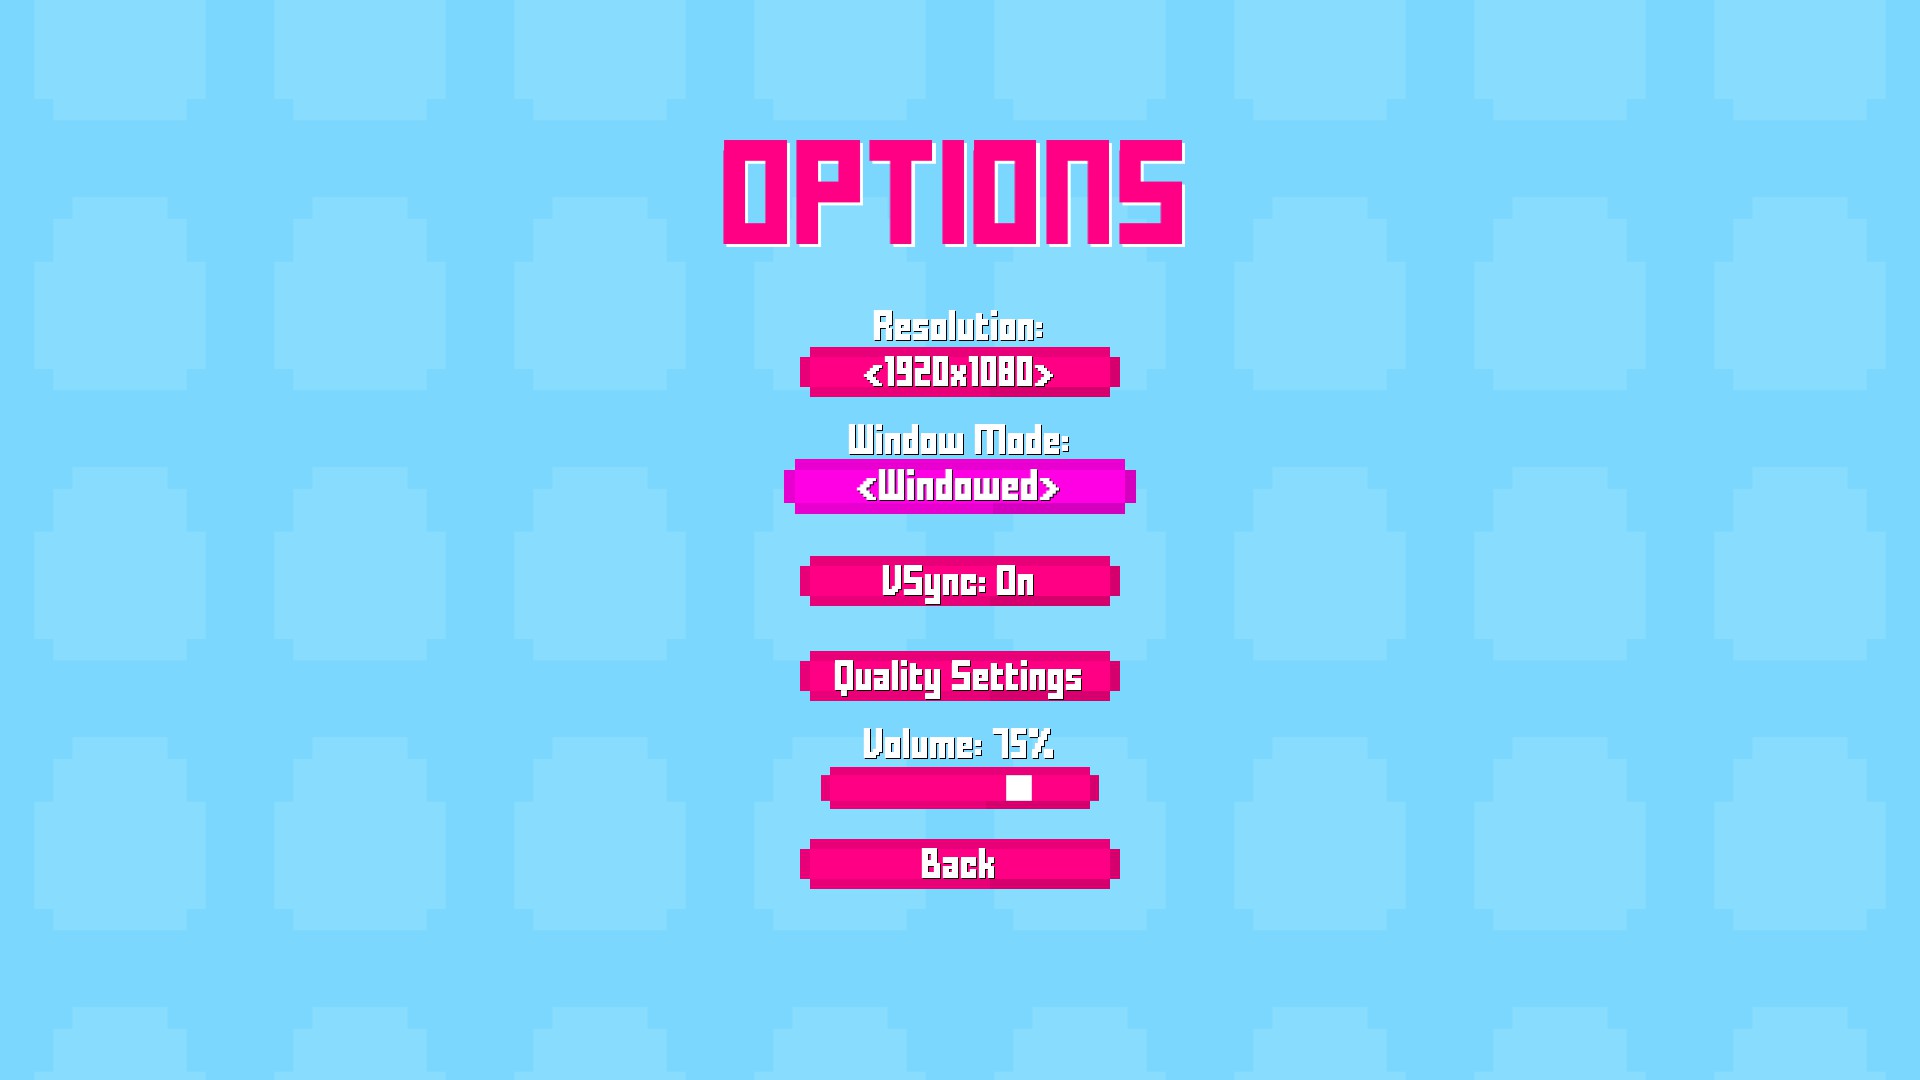 OPTIONS
Resolution:
<1920x1080>
Window Mode:
<Windowed>
VSync: On
Quality Settings
Volume: 75%
Back